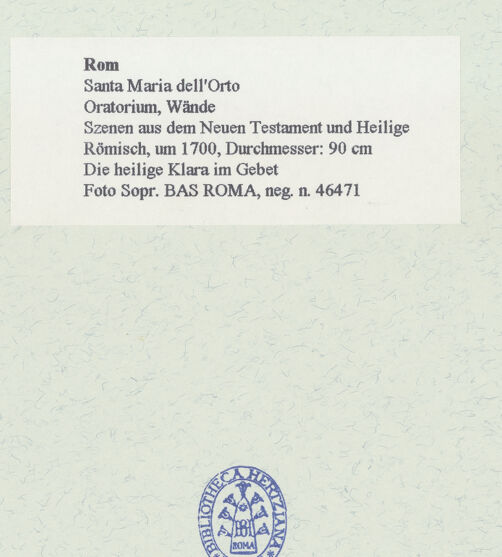 Rom
Santa Maria dell'Orto
Oratorium, Wände
Szenen aus dem Neuen Testament und Heilige
Römisch, um 1700, Durchmesser: 90 cm
Die heilige Klara im Gebet
Foto Sopr. BAS ROMA, neg. n. 46471
BIBLIOTHECA HERTZIANA
ROMA